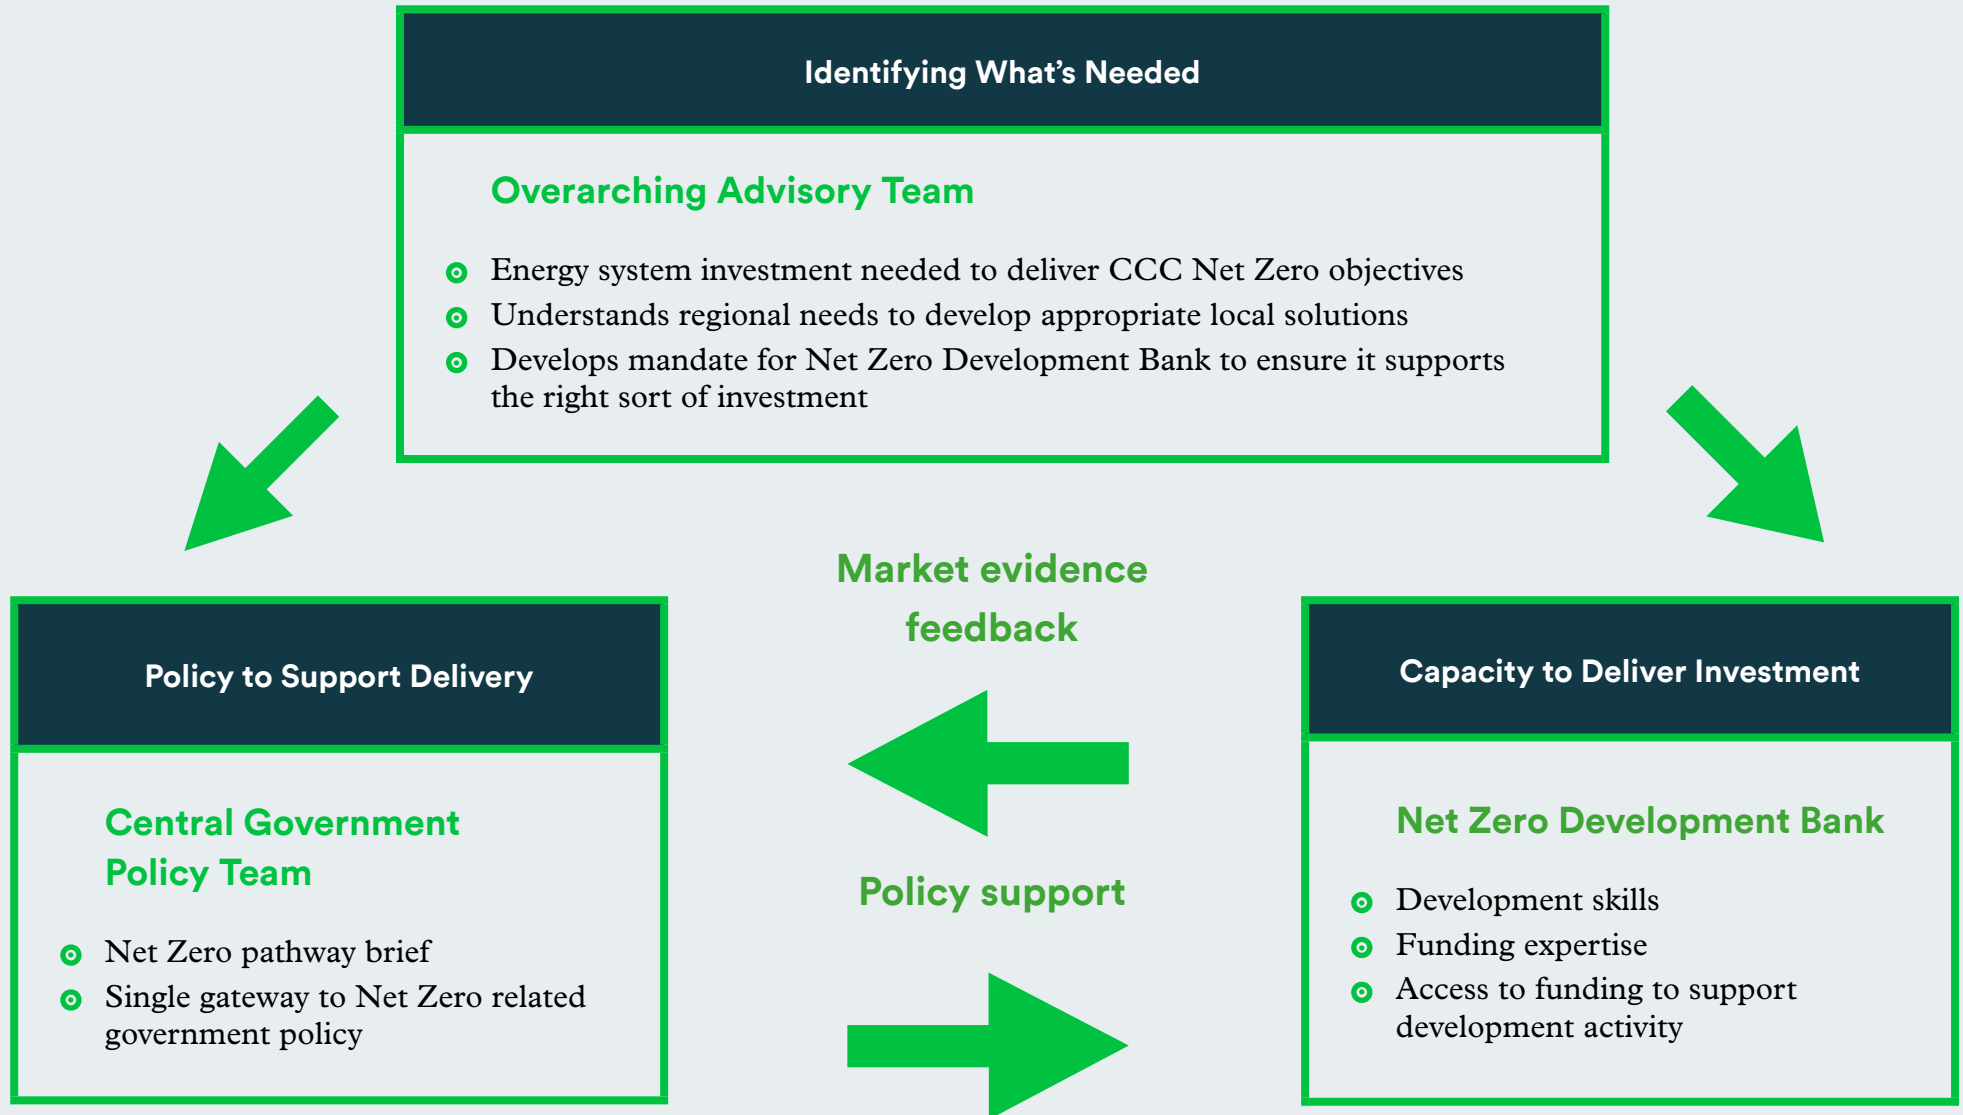 Identifying What’s Needed
Overarching Advisory Team
Energy system investment needed to deliver CCC Net Zero objectives
Understands regional needs to develop appropriate local solutions
Develops mandate for Net Zero Development Bank to ensure it supports
the right sort of investment
Market evidence
feedback
Policy to Support Delivery
Central Government
Policy Team
Net Zero pathway brief
Single gateway to Net Zero related
government policy
Policy support
Capacity to Deliver Investment
Net Zero Development Bank
Development skills
Funding expertise
Access to funding to support
development activity